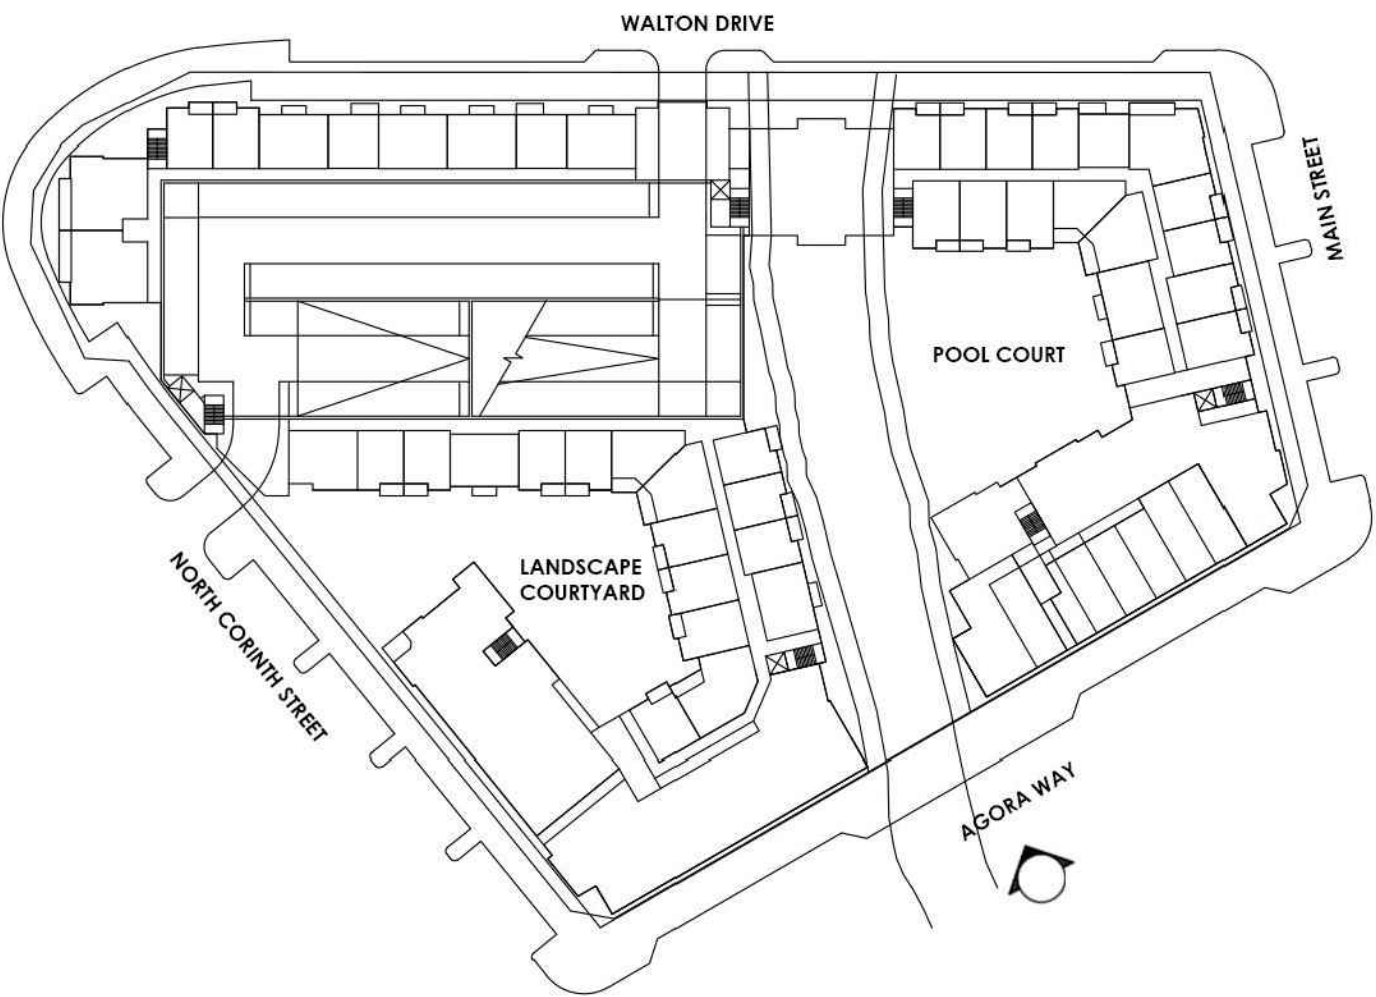 WALTON DRIVE
MAIN STREET
POOL COURT
LANDSCAPE
COURTYARD
NORTH CORINTH STREET
AGORA WAY